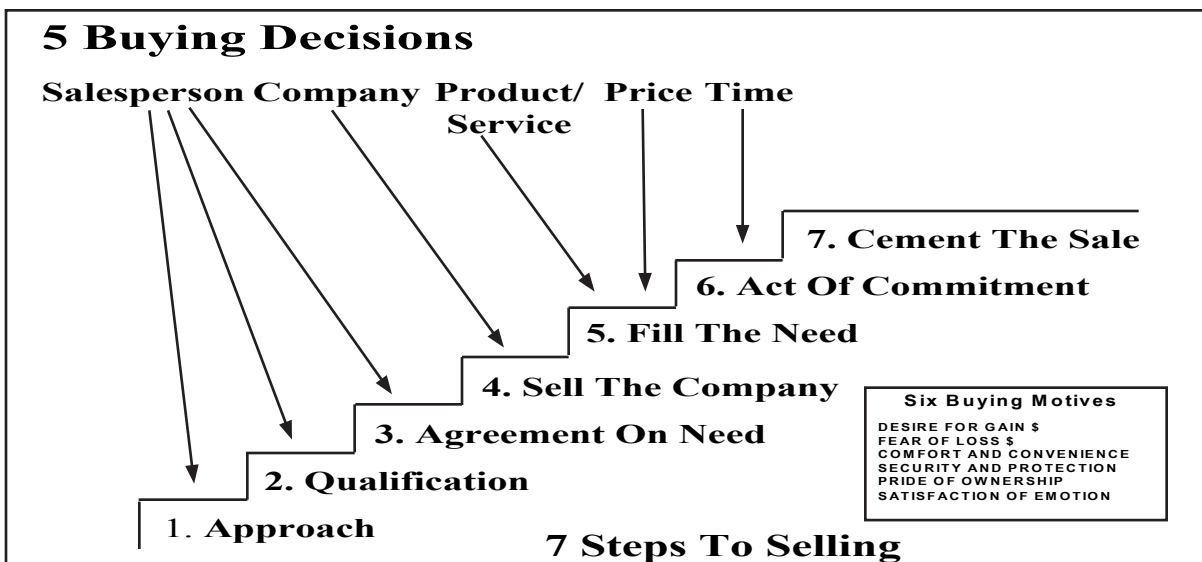 5 Buying Decisions
Salesperson Company Product/ Price Time
Service
7. Cement The Sale
6. Act Of Commitment
5. Fill The Need
4. Sell The Company
3. Agreement On Need
2. Qualification
1. Approach
Six Buying Motives
DESIRE FOR GAIN $
FEAR OF LOSS $
COMFORT AND CONVENIENCE
SECURITY AND PROTECTION
PRIDE OF OWNERSHIP
SATISFACTION OF EMOTION
7 Steps To Selling